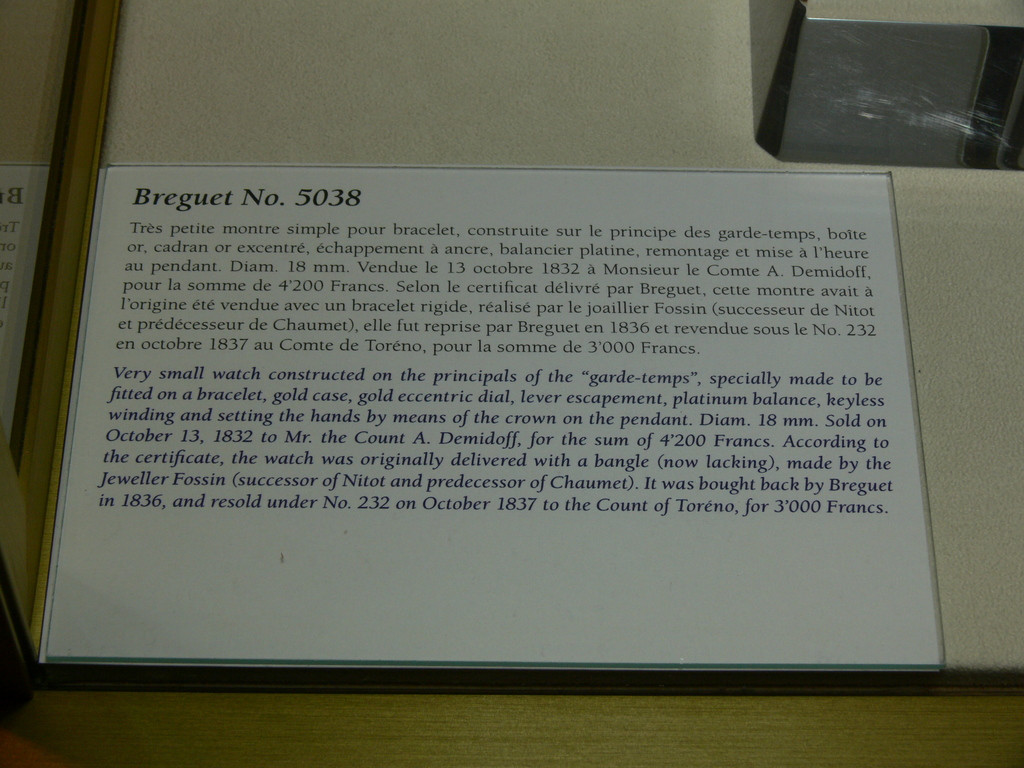 Breguet No. 5038
Très petite montre simple pour bracelet, construite sur le principe des garde-temps, boîte
or, cadran or excentré, échappement à ancre, balancier platine, remontage et mise à l'heure
au pendant. Diam. 18 mm. Vendue le 13 octobre 1832 à Monsieur le Comte A. Demidoff,
pour la somme de 4'200 Francs. Selon le certificat délivré par Breguet, cette montre avait à
l'origine été vendue avec un bracelet rigide, réalisé par le joaillier Fossin (successeur de Nitot
et prédécesseur de Chaumet), elle fut reprise par Breguet en 1836 et revendue sous le No. 232
en octobre 1837 au Comte de Toréno, pour la somme de 3'000 Francs.
Very small watch constructed on the principals of the “garde-temps”, specially made to be
fitted on a bracelet, gold case, gold eccentric dial, lever escapement, platinum balance, keyless
winding and setting the hands by means of the crown on the pendant. Diam. 18 mm. Sold on
October 13, 1832 to Mr. the Count A. Demidoff, for the sum of 4'200 Francs. According to
the certificate, the watch was originally delivered with a bangle (now lacking), made by the
Jeweller Fossin (successor of Nitot and predecessor of Chaumet). It was bought back by Breguet
in 1836, and resold under No. 232 on October 1837 to the Count of Toréno, for 3'000 Francs.